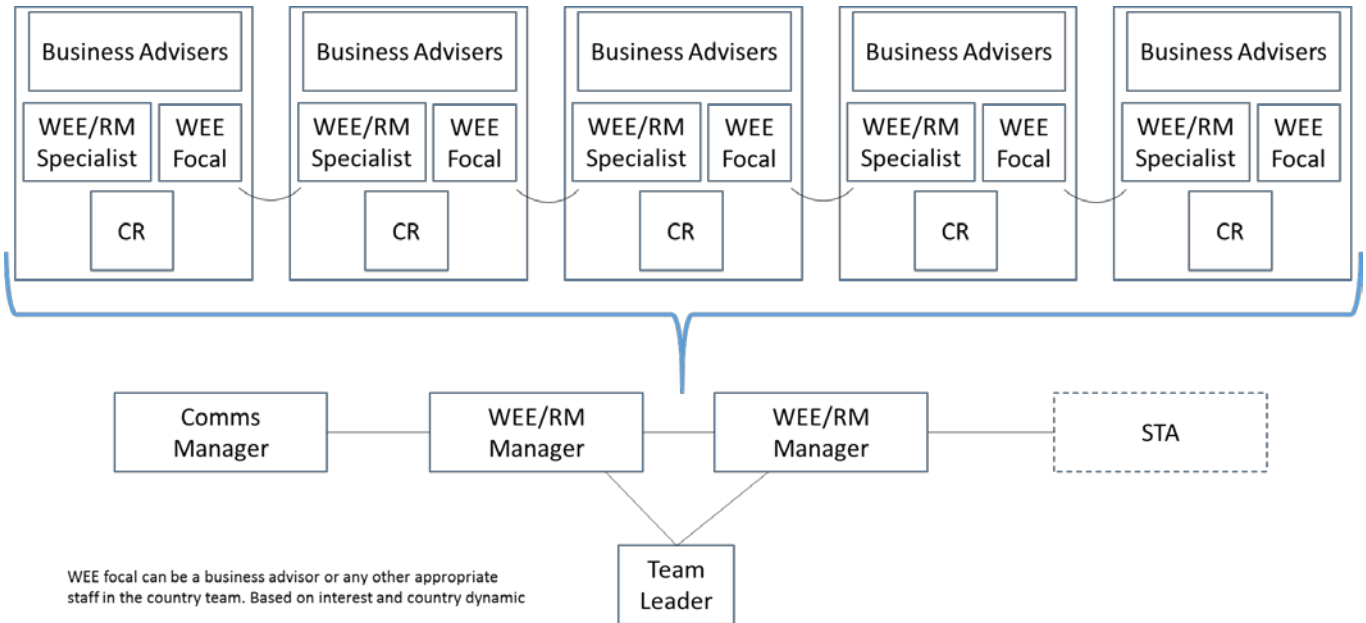 Business Advisers
Business Advisers
Business Advisers
Business Advisers
Business Advisers
WEE/RM
Specialist
WEE
Focal
WEE/RM
Specialist
WEE
Focal
WEE/RM
Specialist
WEE
Focal
WEE/RM
Specialist
WEE
Focal
WEE/RM
Specialist
WEE
Focal
CR
CR
CR
CR
CR
Comms
Manager
WEE/RM
Manager
WEE/RM
Manager
STA
Team
Leader
WEE focal can be a business advisor or any other appropriate
staff in the country team. Based on interest and country dynamic